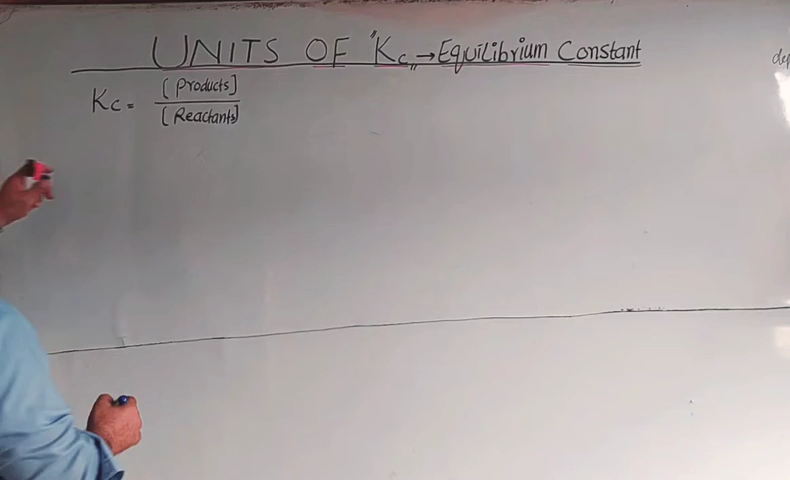 UNITS OF "Kc" → Equilibrium Constant
Kc = [Products]
[Reactants]